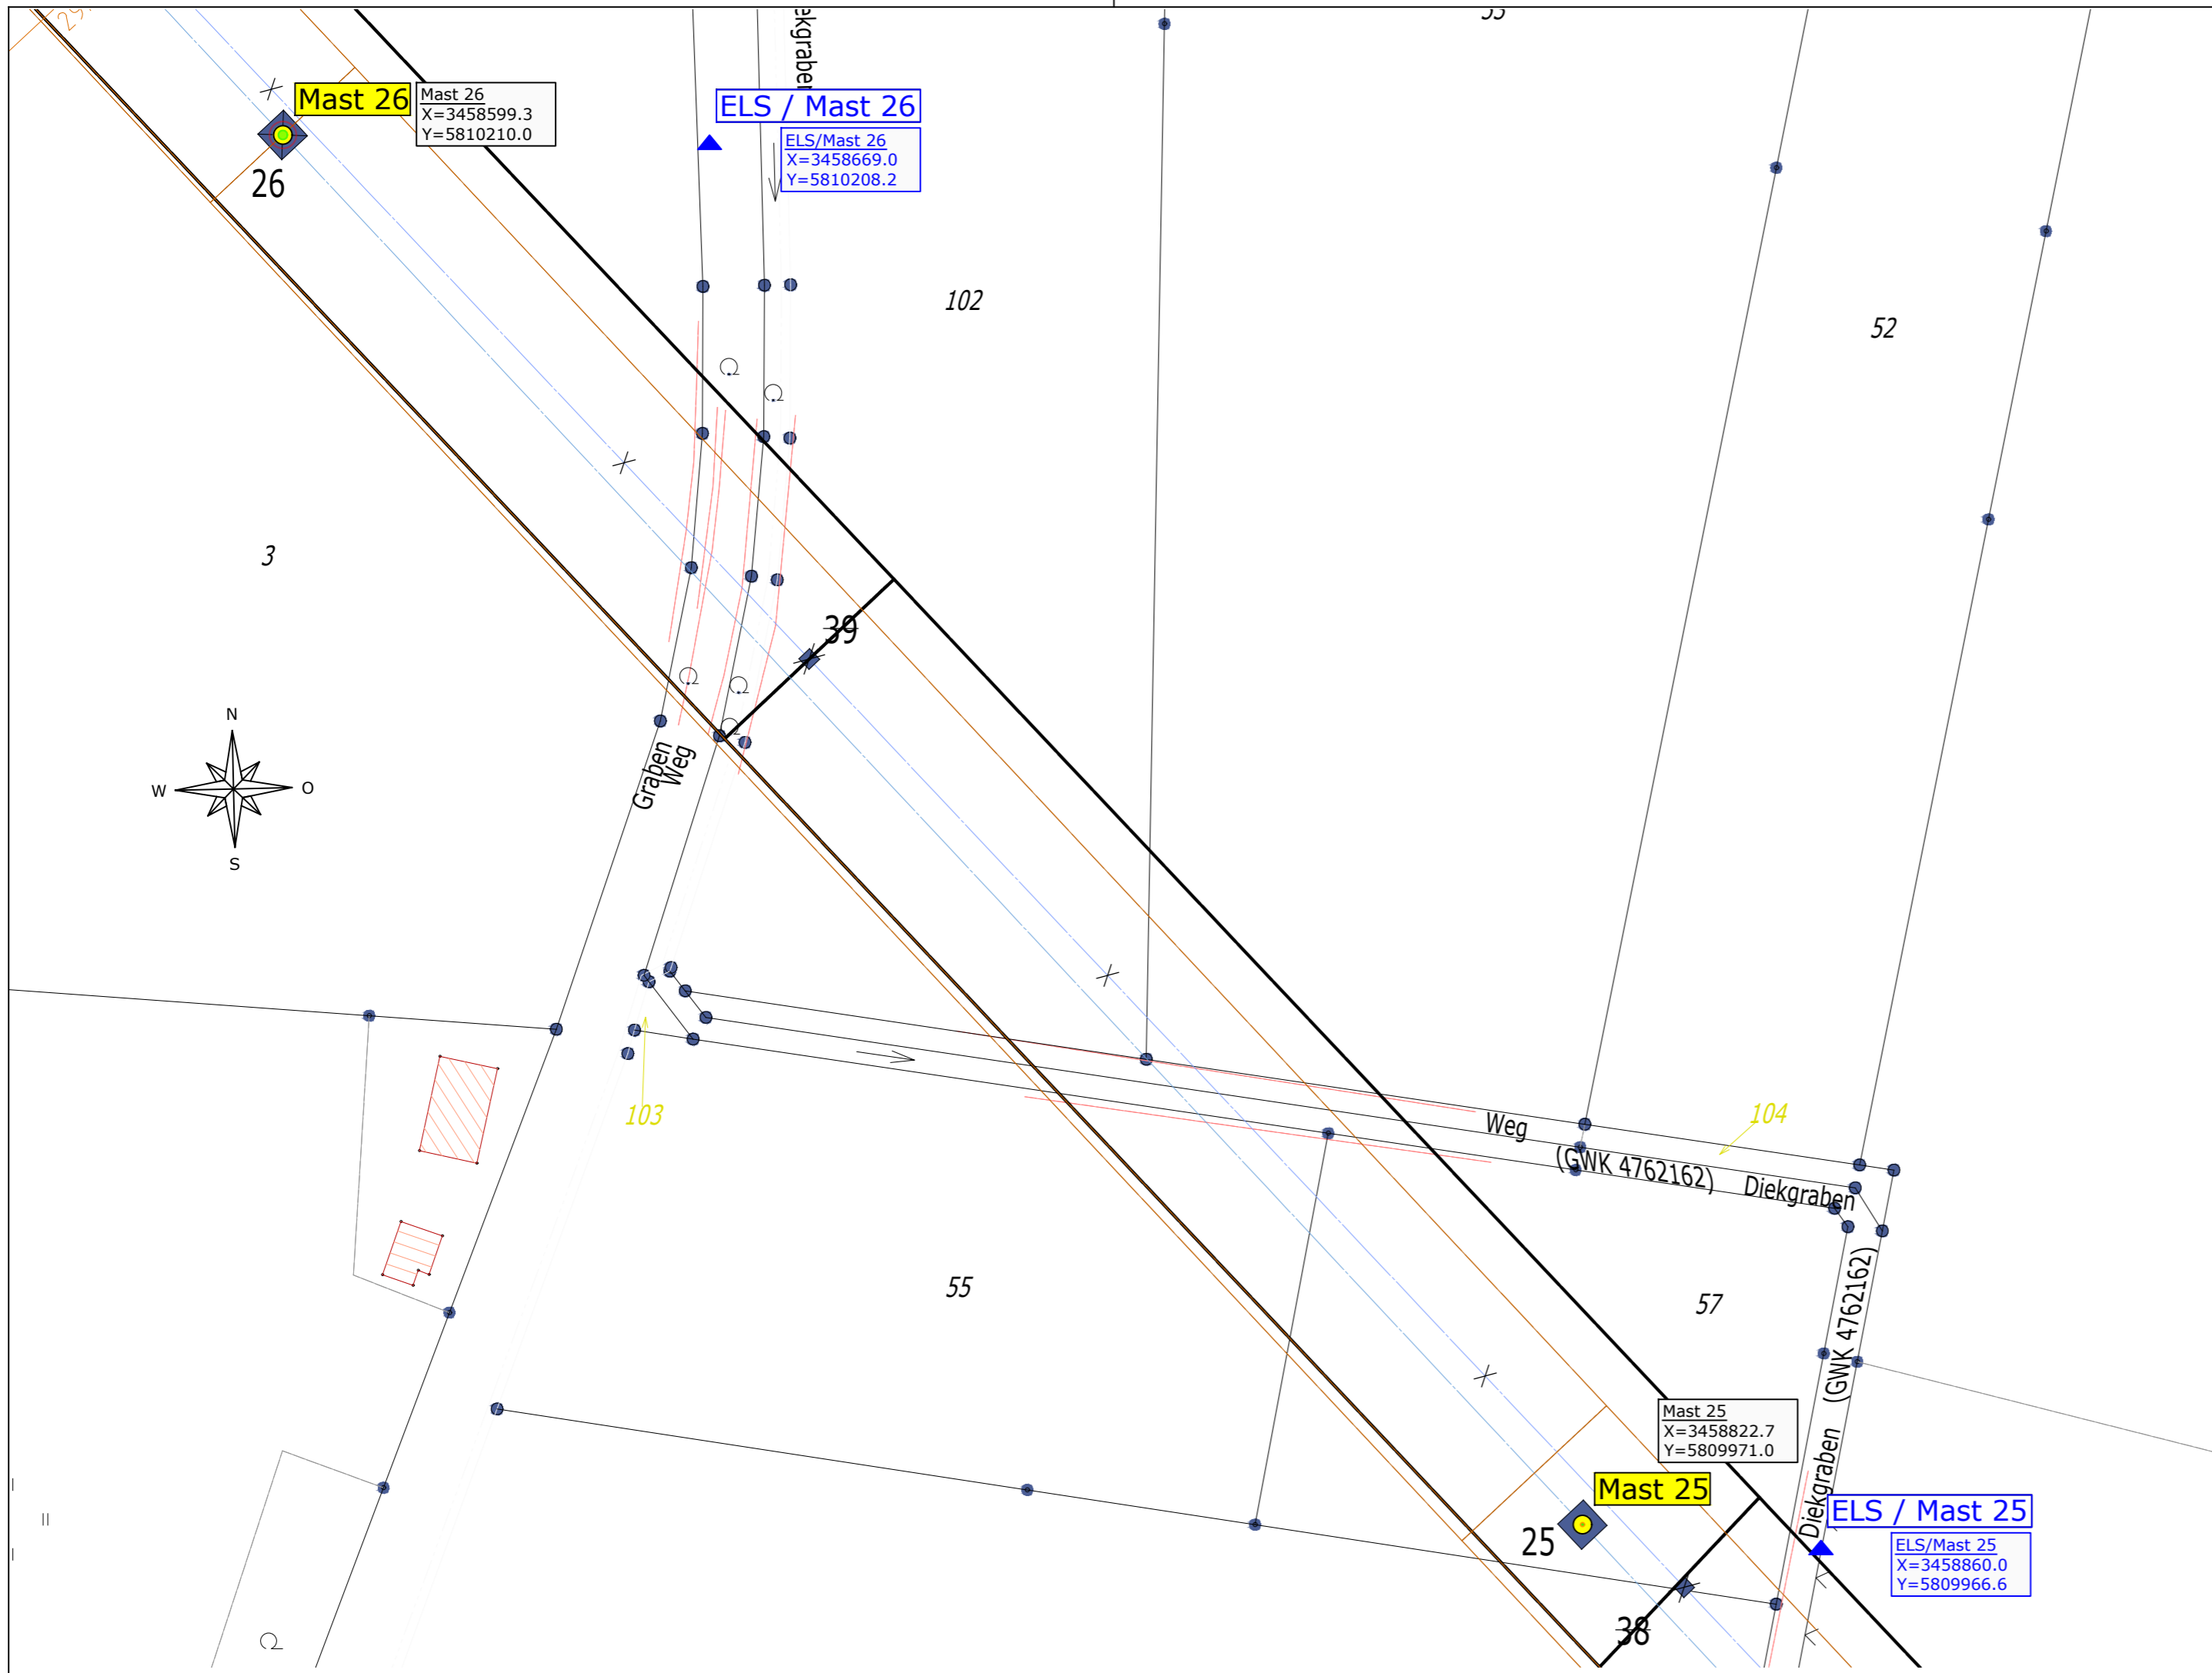 Mast 26
Mast 26
X=3458599.3
Y=5810210.0
26
ELS / Mast 26
ELS/Mast 26
X=3458669.0
Y=5810208.2
102
52
3
39
N
W
O
S
Graben
Weg
103
104
Weg
(GWK 4762162) Diekgraben
55
57
Diekgraben (GWK 4762162)
Mast 25
X=3458822.7
Y=5809971.0
Mast 25
25
ELS / Mast 25
ELS/Mast 25
X=3458860.0
Y=5809966.6
38